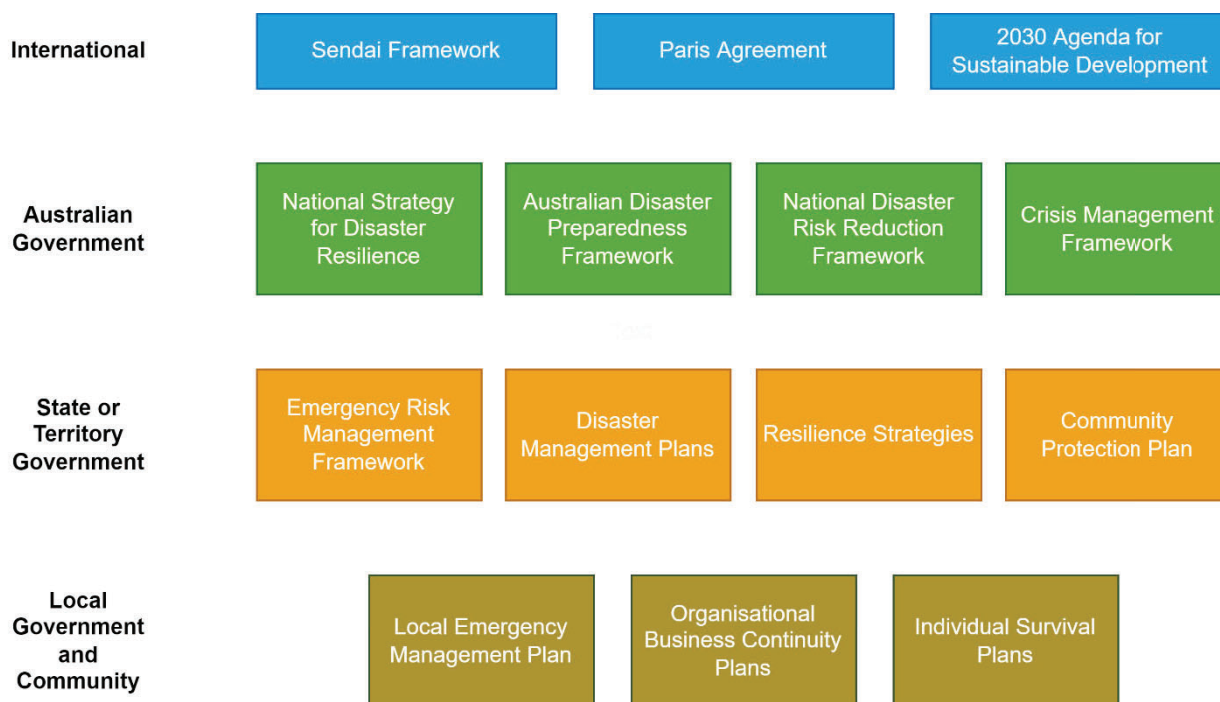 International
Sendai Framework
Paris Agreement
2030 Agenda for
Sustainable Development
Australian
Government
National Strategy
for Disaster
Resilience
Australian Disaster
Preparedness
Framework
National Disaster
Risk Reduction
Framework
Crisis Management
Framework
State or
Territory
Government
Emergency Risk
Management
Framework
Disaster
Management Plans
Resilience Strategies
Community
Protection Plan
Local
Government
and
Community
Local Emergency
Management Plan
Organisational
Business Continuity
Plans
Individual Survival
Plans